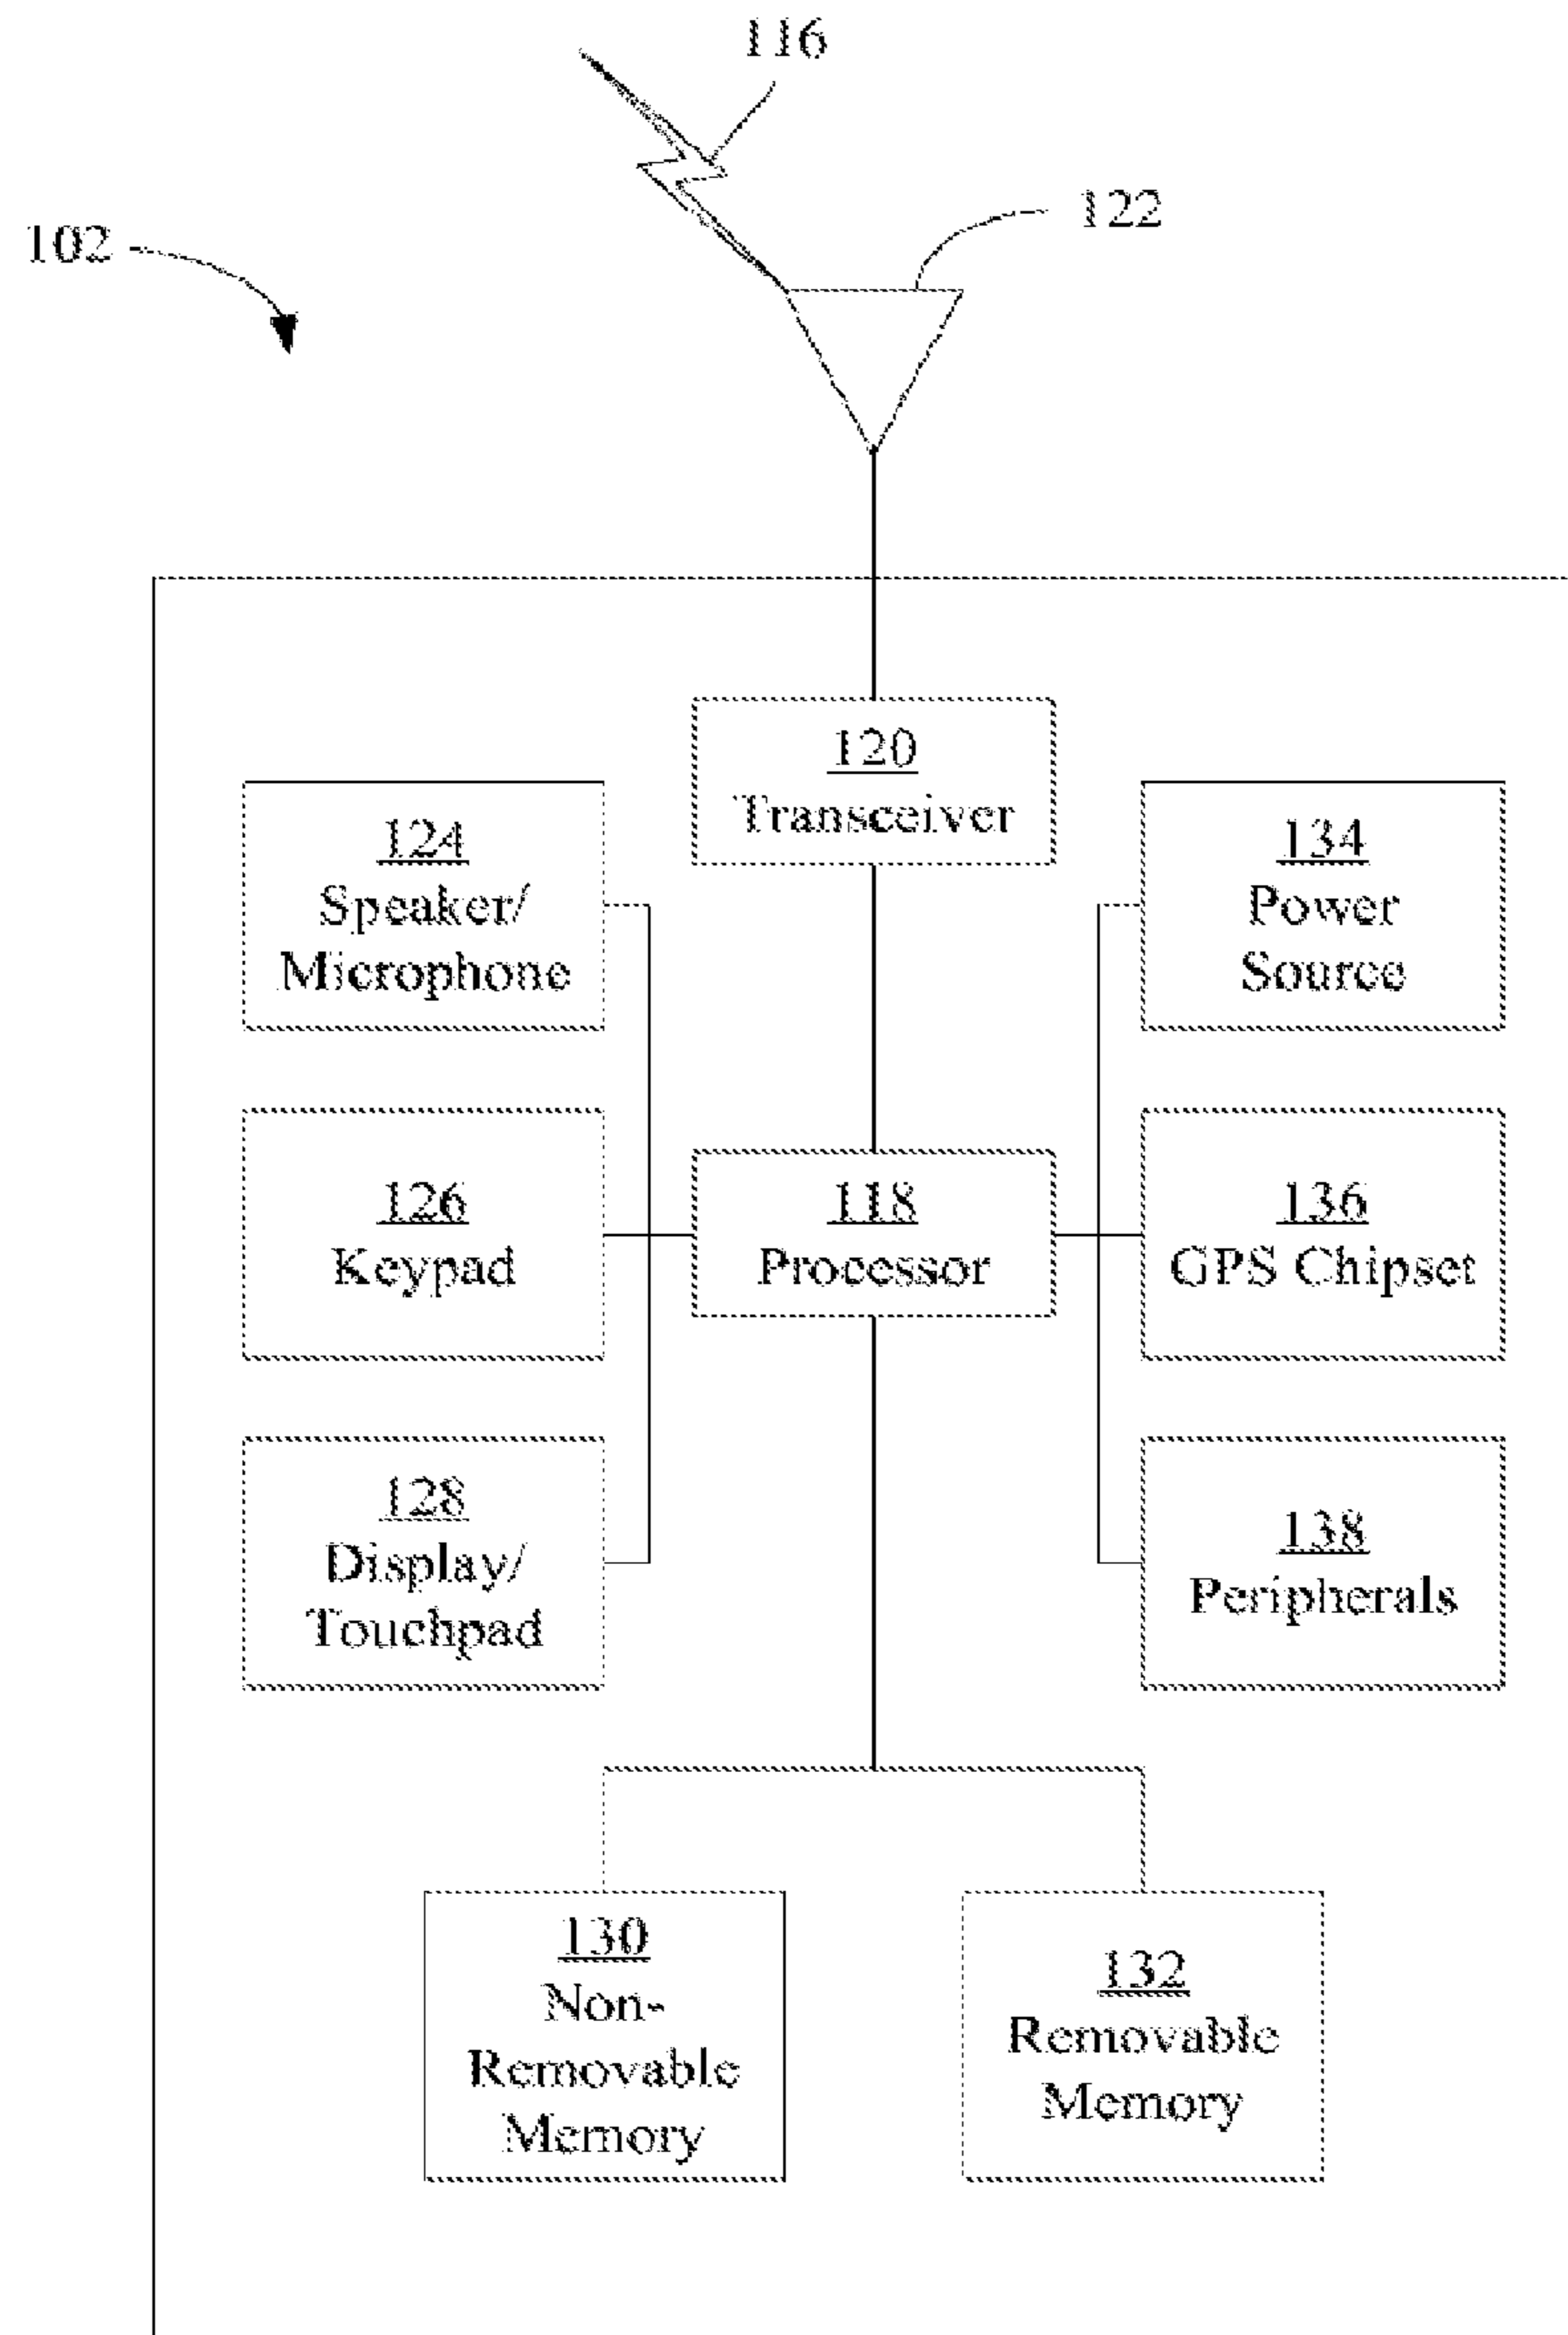 116
122
102
120
Transceiver
124
Speaker/
Microphone
134
Power
Source
126
Keypad
118
Processor
136
GPS Chipset
128
Display/
Touchpad
138
Peripherals
130
Non-
Removable
Memory
132
Removable
Memory